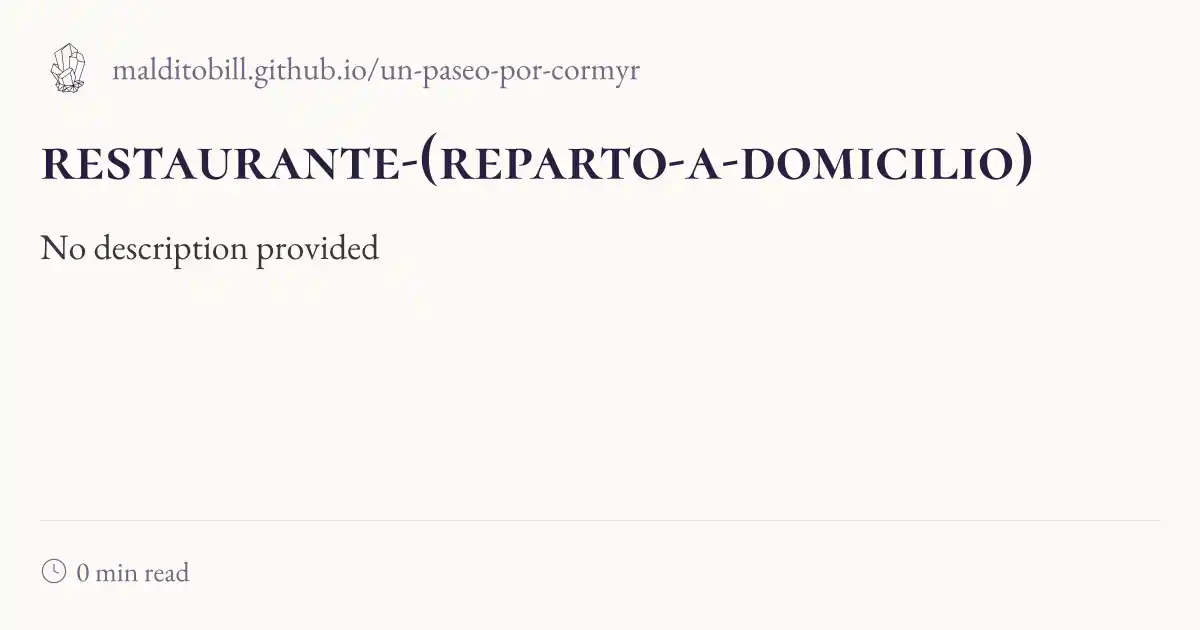 malditobill.github.io/un-paseo-por-cormyr
RESTAURANTE-(REPARTO-A-DOMICILIO)
No description provided
0 min read